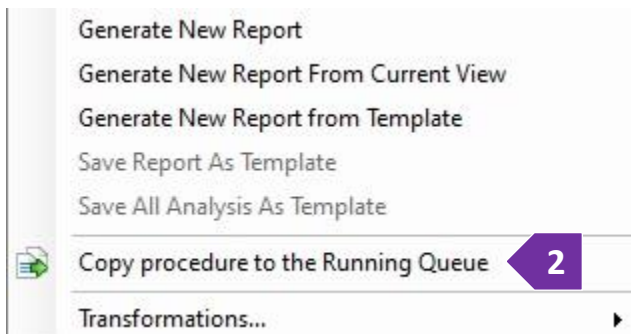 Generate New Report
Generate New Report From Current View
Generate New Report from Template
Save Report As Template
Save All Analysis As Template
Copy procedure to the Running Queue 2
Transformations...